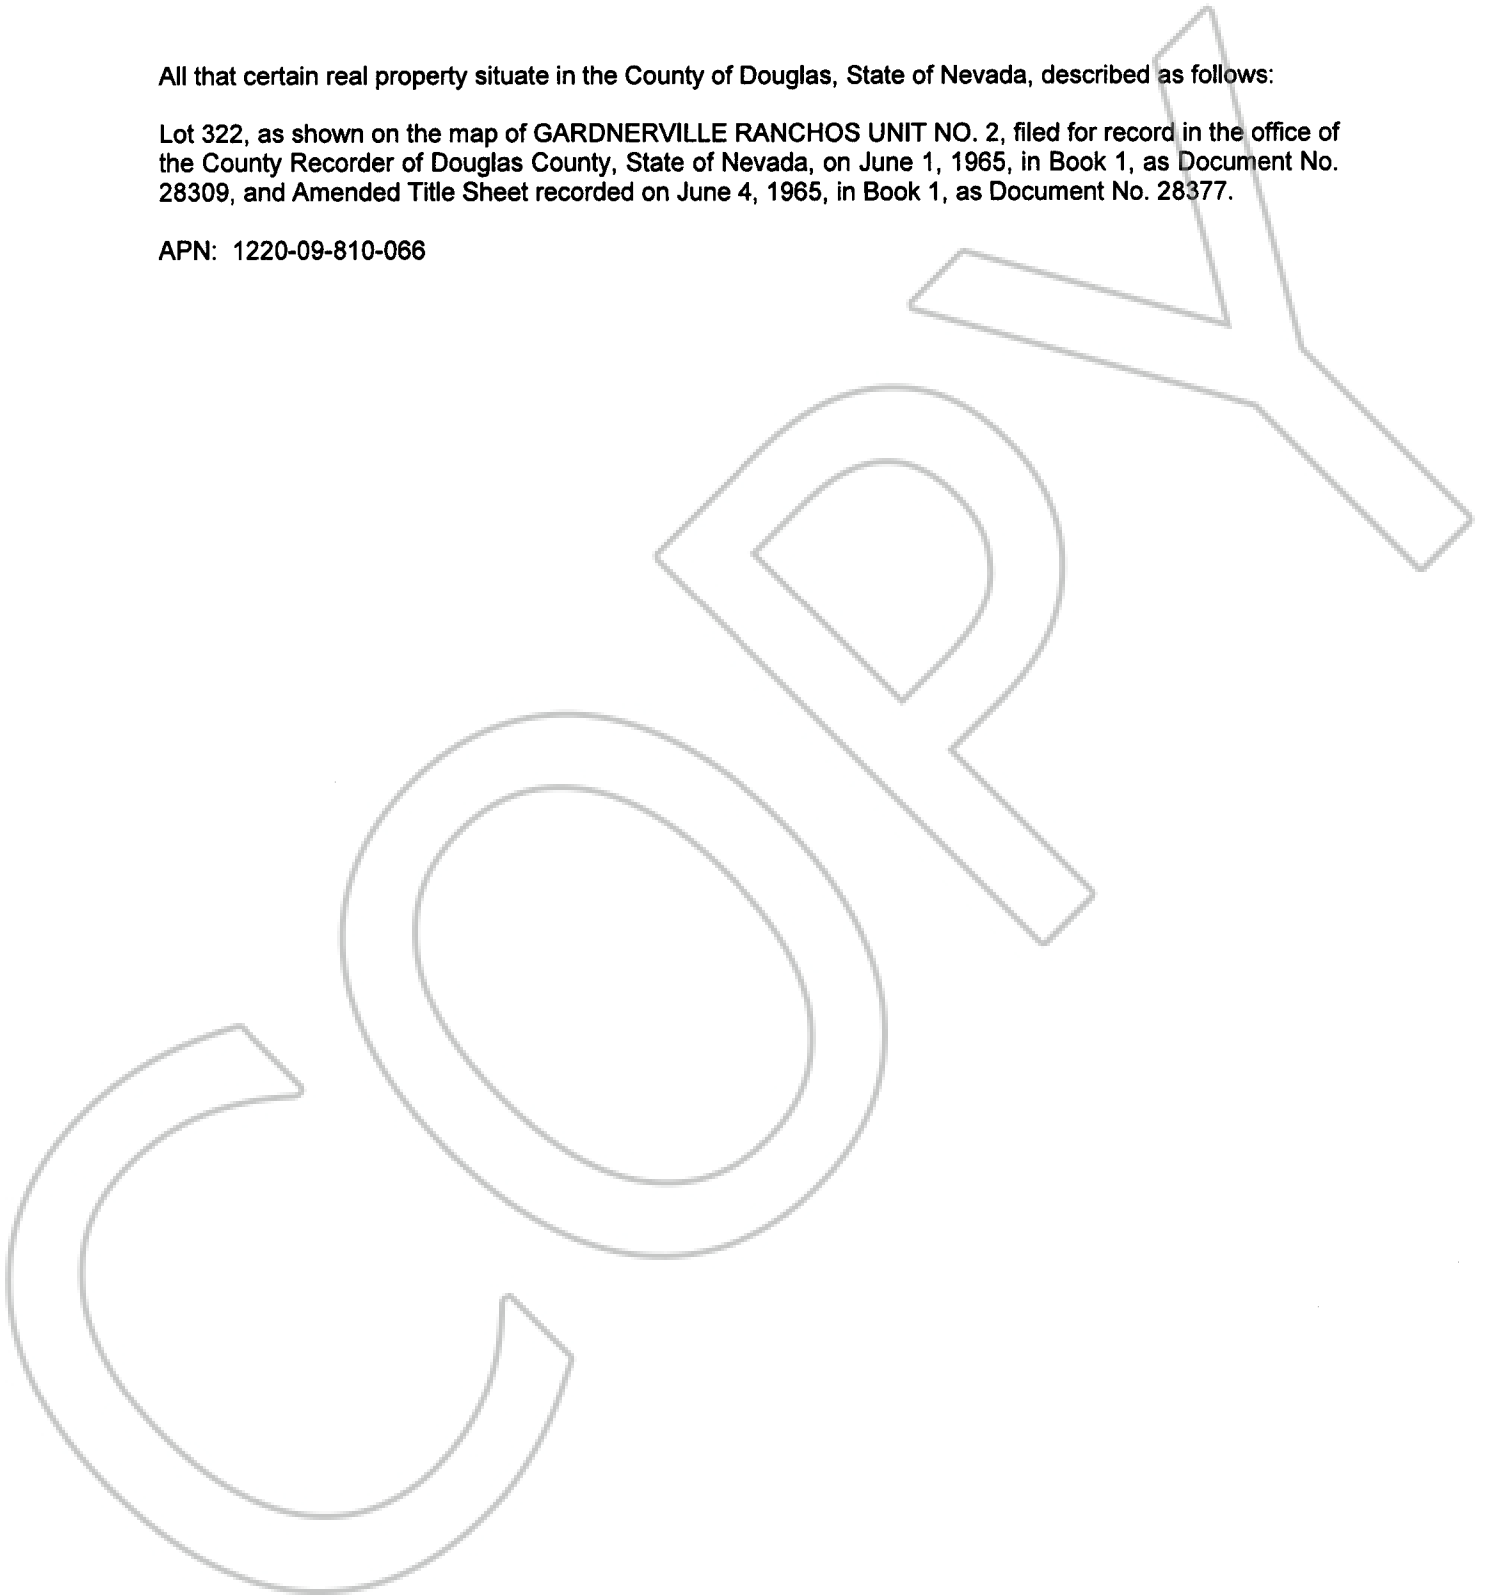 All that certain real property situate in the County of Douglas, State of Nevada, described as follows:
Lot 322, as shown on the map of GARDNERVILLE RANCHOS UNIT NO. 2, filed for record in the office of
the County Recorder of Douglas County, State of Nevada, on June 1, 1965, in Book 1, as Document No.
28309, and Amended Title Sheet recorded on June 4, 1965, in Book 1, as Document No. 28377.
APN: 1220-09-810-066
COPY